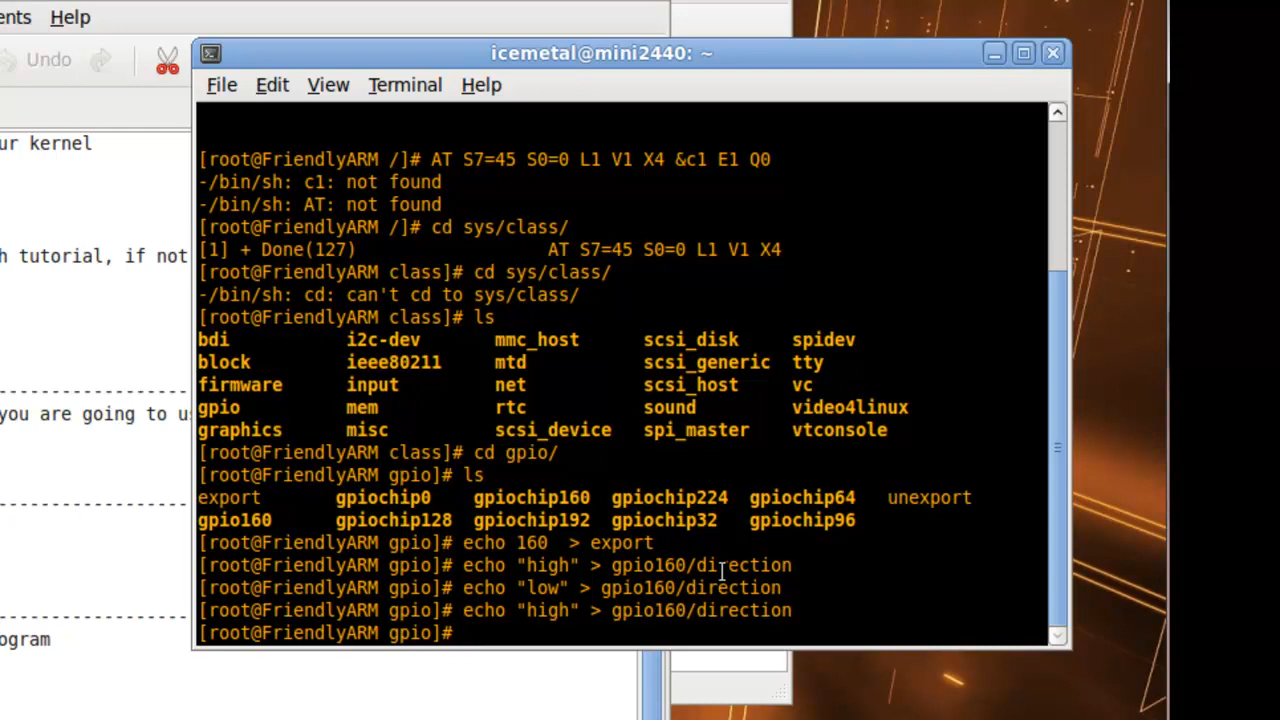 ents Help
Undo
icemetal@mini2440: ~
File Edit View Terminal Help
ur kernel
h tutorial, if not
you are going to u
ogram
[root@FriendlyARM /]# AT S7=45 S0=0 L1 V1 X4 &c1 E1 Q0
-/bin/sh: c1: not found
-/bin/sh: AT: not found
[root@FriendlyARM /]# cd sys/class/
[1] + Done(127) AT S7=45 S0=0 L1 V1 X4
[root@FriendlyARM class]# cd sys/class/
-/bin/sh: cd: can't cd to sys/class/
[root@FriendlyARM class]# ls
bdi i2c-dev mmc_host scsi_disk spidev
block ieee80211 mtd scsi_generic tty
firmware input net scsi_host vc
gpio mem rtc sound video4linux
graphics misc scsi_device spi_master vtconsole
[root@FriendlyARM class]# cd gpio/
[root@FriendlyARM gpio]# ls
export gpiochip0 gpiochip160 gpiochip224 gpiochip64 unexport
gpio160 gpiochip128 gpiochip192 gpiochip32 gpiochip96
[root@FriendlyARM gpio]# echo 160  > export
[root@FriendlyARM gpio]# echo "high" > gpio160/direction
[root@FriendlyARM gpio]# echo "low" > gpio160/direction
[root@FriendlyARM gpio]# echo "high" > gpio160/direction
[root@FriendlyARM gpio]#